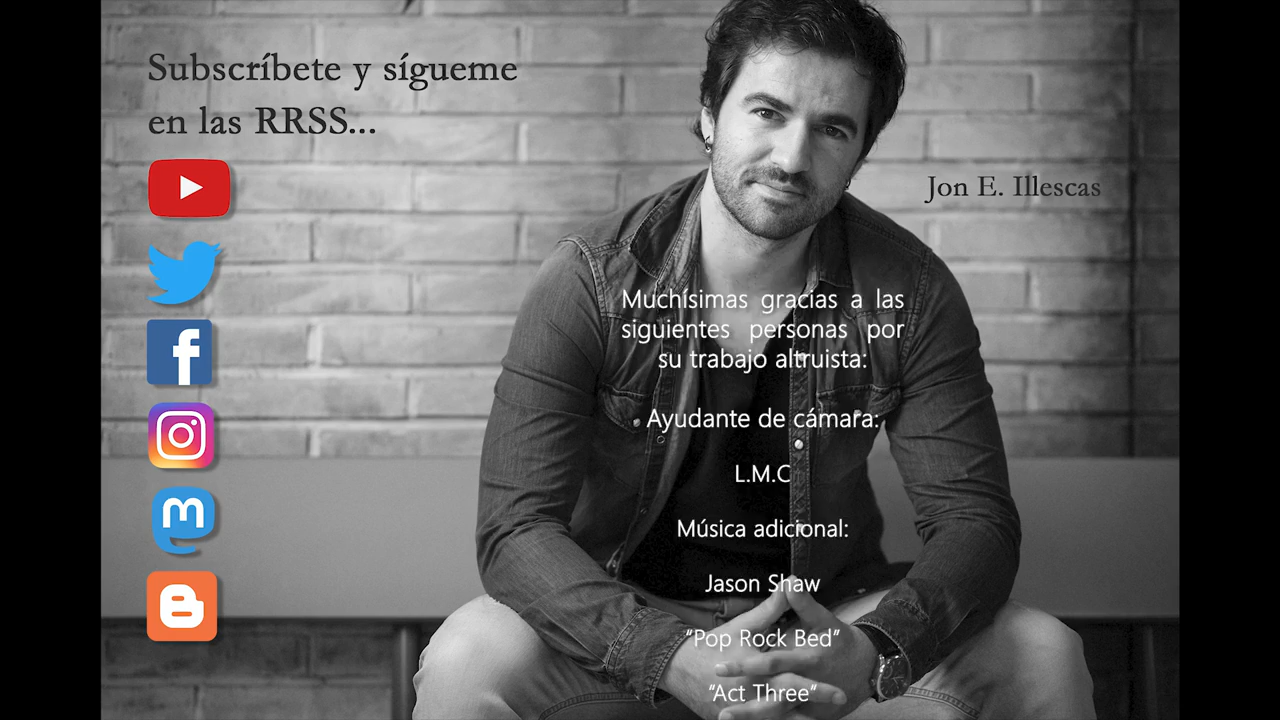 Subscríbete y sígueme
en las RRSS...
Jon E. Illescas
Muchísimas gracias a las
siguientes personas por
su trabajo altruista:
Ayudante de cámara:
L.M.C
Música adicional:
Jason Shaw
“Pop Rock Bed”
“Act Three”